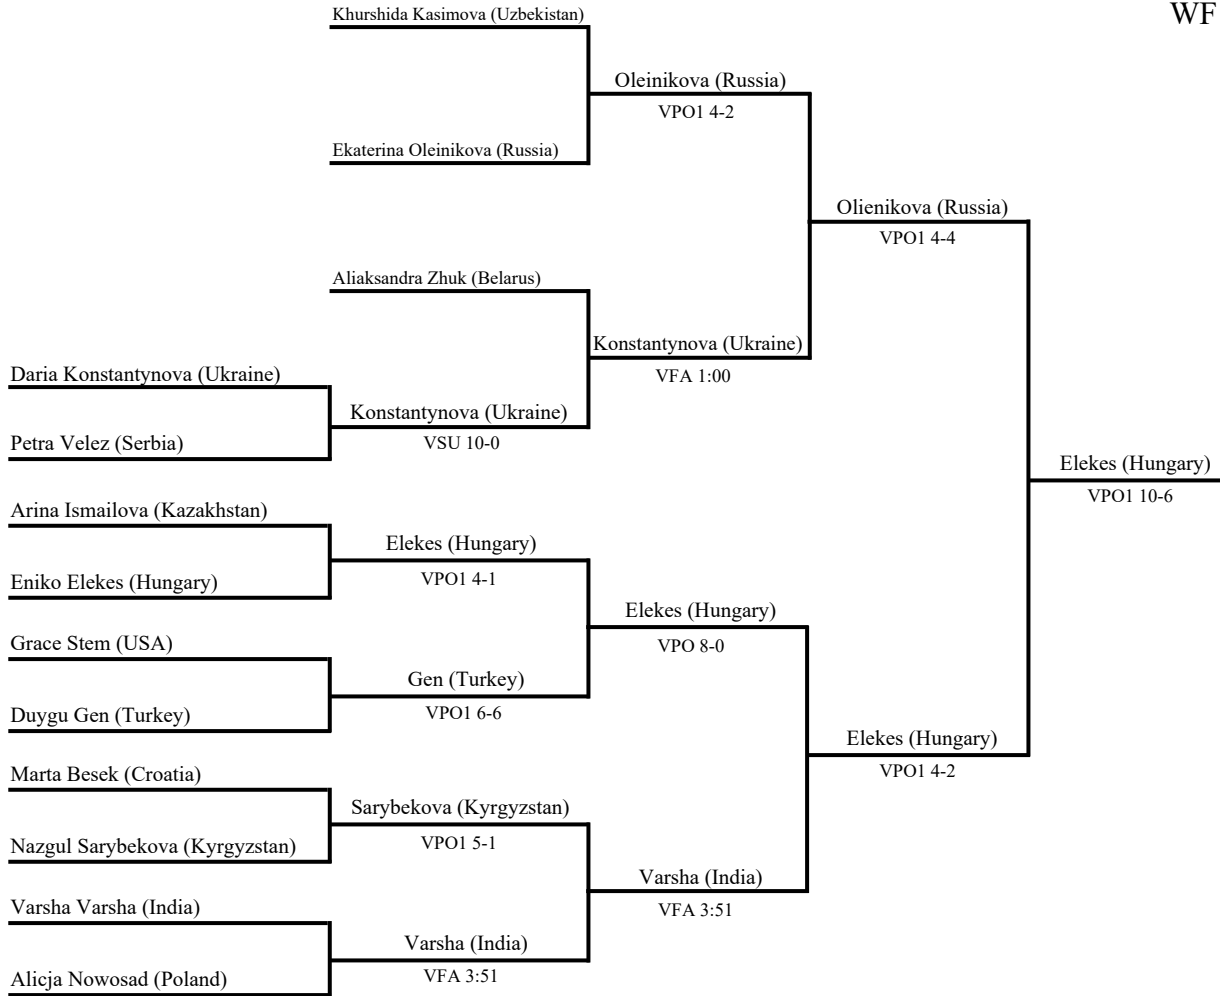 Khurshida Kasimova (Uzbekistan)
WF
Oleinikova (Russia)
VPO1 4-2
Ekaterina Oleinikova (Russia)
Olienikova (Russia)
VPO1 4-4
Aliaksandra Zhuk (Belarus)
Konstantynova (Ukraine)
VFA 1:00
Daria Konstantynova (Ukraine)
Konstantynova (Ukraine)
VSU 10-0
Petra Velez (Serbia)
Elekes (Hungary)
VPO1 10-6
Arina Ismailova (Kazakhstan)
Elekes (Hungary)
VPO1 4-1
Eniko Elekes (Hungary)
Elekes (Hungary)
VPO 8-0
Grace Stem (USA)
Gen (Turkey)
VPO1 6-6
Duygu Gen (Turkey)
Elekes (Hungary)
VPO1 4-2
Marta Besek (Croatia)
Sarybekova (Kyrgyzstan)
VPO1 5-1
Nazgul Sarybekova (Kyrgyzstan)
Varsha (India)
VFA 3:51
Varsha Varsha (India)
Varsha (India)
VFA 3:51
Alicja Nowosad (Poland)